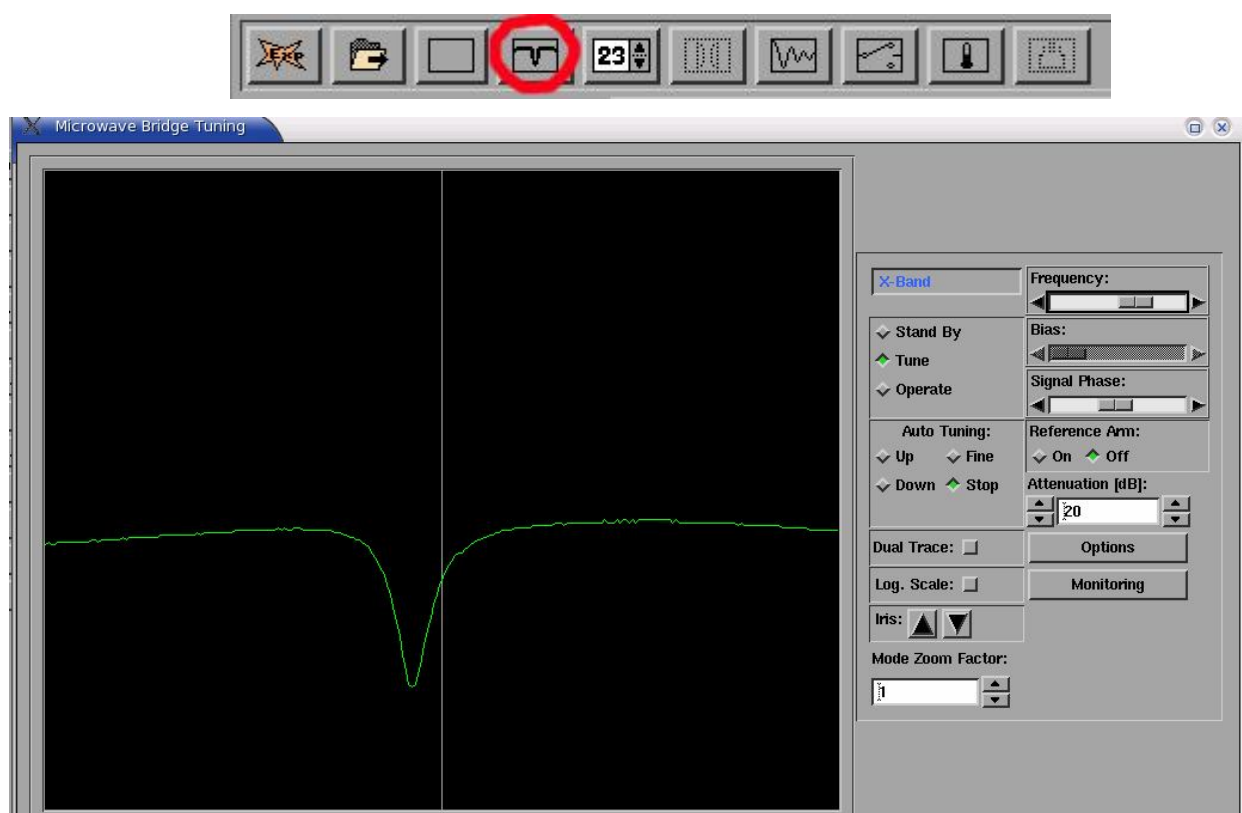 EXP
23
Microwave Bridge Tuning
X-Band
Frequency:
Stand By
Tune
Operate
Bias:
Signal Phase:
Auto Tuning:
Up
Fine
Down
Stop
Reference Arm:
On
Off
Attenuation [dB]:
20
Dual Trace:
Options
Log. Scale:
Monitoring
Iris:
Mode Zoom Factor:
1